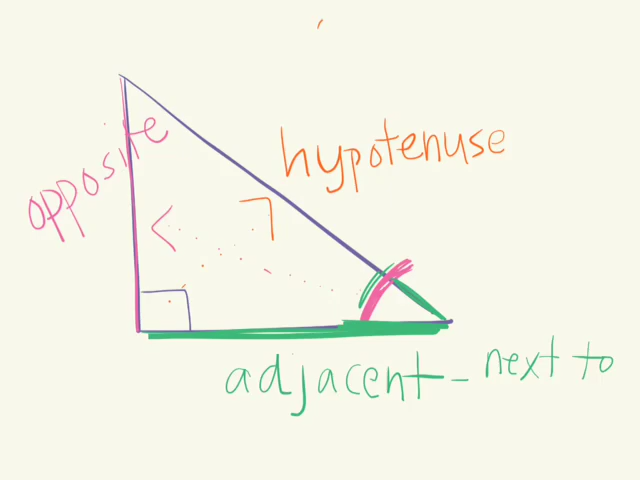 opposite
hypotenuse
adjacent - next to